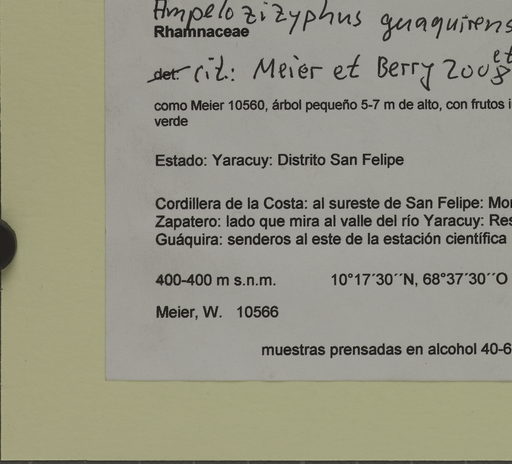 Ampelozizyphus guaquirens
Rhamnaceae
det. cit.: Meier et Berry 2008 et
como Meier 10560, árbol pequeño 5-7 m de alto, con frutos i
verde
Estado: Yaracuy: Distrito San Felipe
Cordillera de la Costa: al sureste de San Felipe: Mon
Zapatero: lado que mira al valle del río Yaracuy: Res
Guáquira: senderos al este de la estación científica
400-400 m s.n.m. 10°17´30´´N, 68°37´30´´O
Meier, W. 10566
muestras prensadas en alcohol 40-6